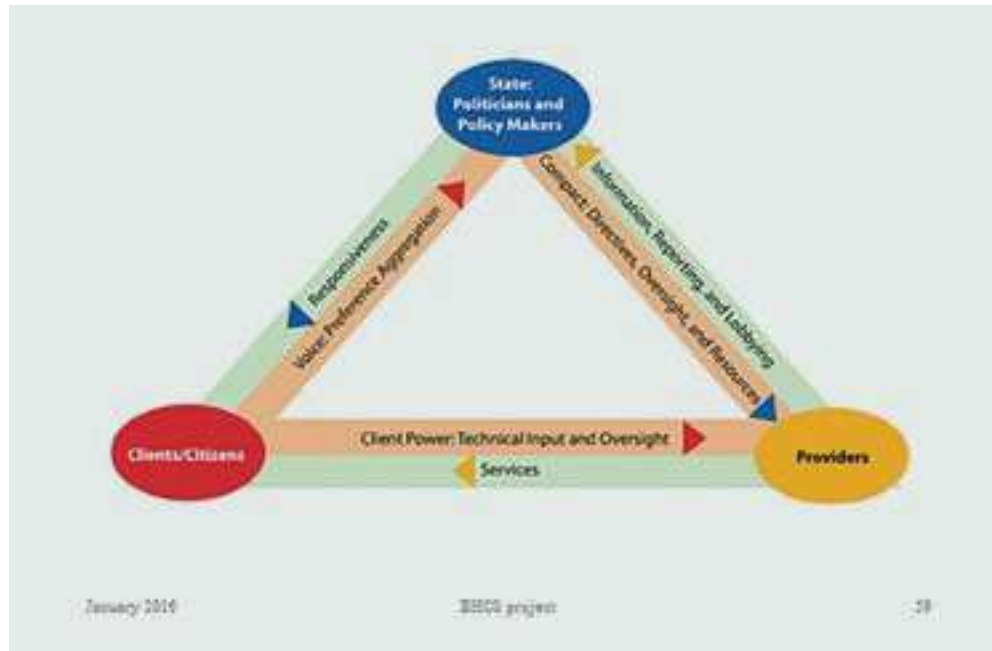 State:
Politicians and
Policy Makers
Responsiveness
Voice: Preference Aggregation
Information, Reporting, and Lobbying
Compact: Directives, Oversight, and Resources
Clients/Citizens
Client Power: Technical Input and Oversight
Services
Providers
January
project